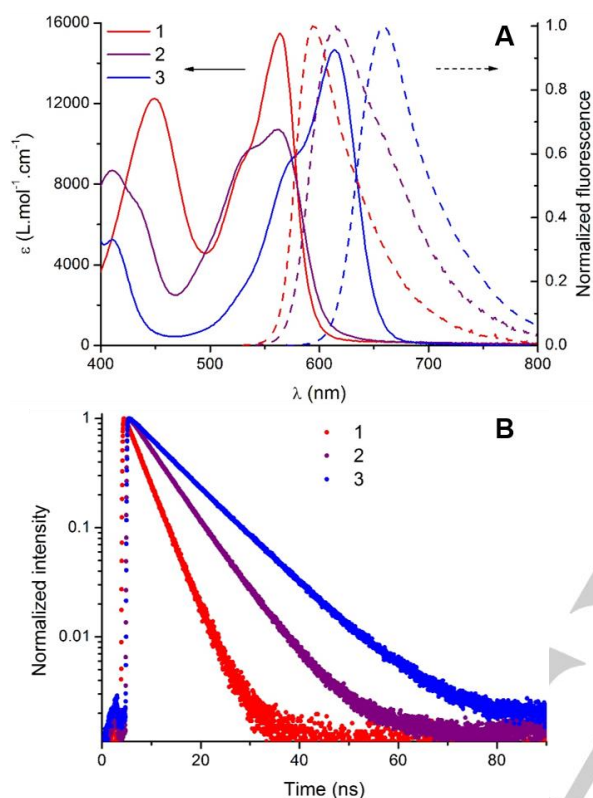 A
1
2
3
16000
12000
8000
4000
0
ε (L.mol⁻¹.cm⁻¹)
1.0
0.8
0.6
0.4
0.2
0.0
Normalized fluorescence
400 500 600 700 800
λ (nm)
B
1
2
3
1
0.1
0.01
Normalized intensity
0 20 40 60 80
Time (ns)